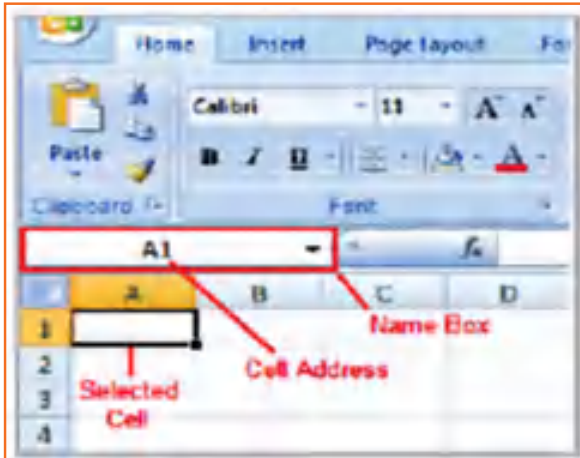 Home Insert Page Layout Fo
Calibri 11 A A
Paste B I U A
Clipboard Font
A1 fx
A B C D
1 Name Box
2 Cell Address
3 Selected
Cell
4